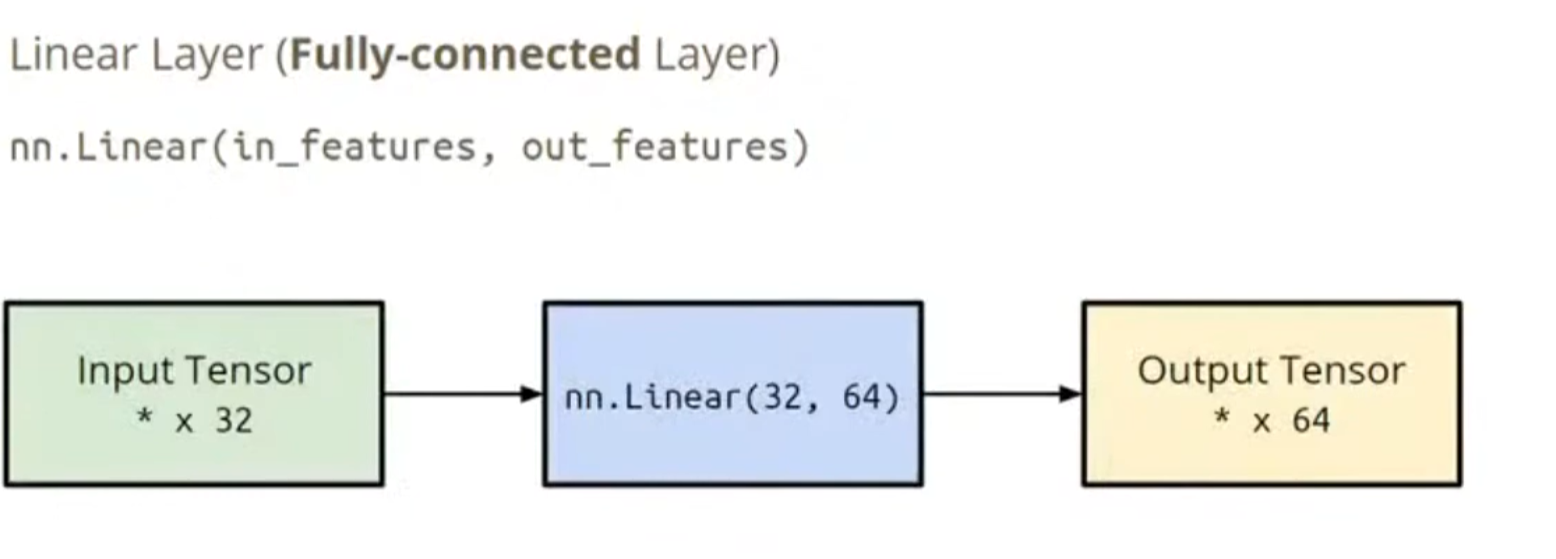 Linear Layer (Fully-connected Layer)
nn.Linear(in_features, out_features)
Input Tensor
* x 32
nn.Linear(32, 64)
Output Tensor
* x 64